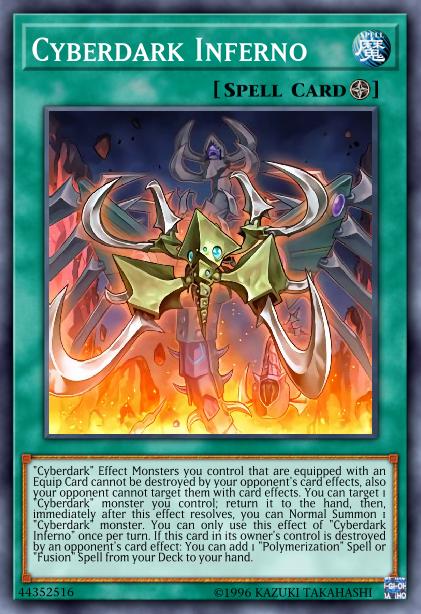 Cyberdark Inferno
SPELL
魔
[Spell Card]
"Cyberdark" Effect Monsters you control that are equipped with an
Equip Card cannot be destroyed by your opponent's card effects, also
your opponent cannot target them with card effects. You can target 1
"Cyberdark" monster you control; return it to the hand, then,
immediately after this effect resolves, you can Normal Summon 1
"Cyberdark" monster. You can only use this effect of "Cyberdark
Inferno" once per turn. If this card in its owner's control is destroyed
by an opponent's card effect: You can add 1 "Polymerization" Spell or
"Fusion" Spell from your Deck to your hand.
44352516
©1996 KAZUKI TAKAHASHI